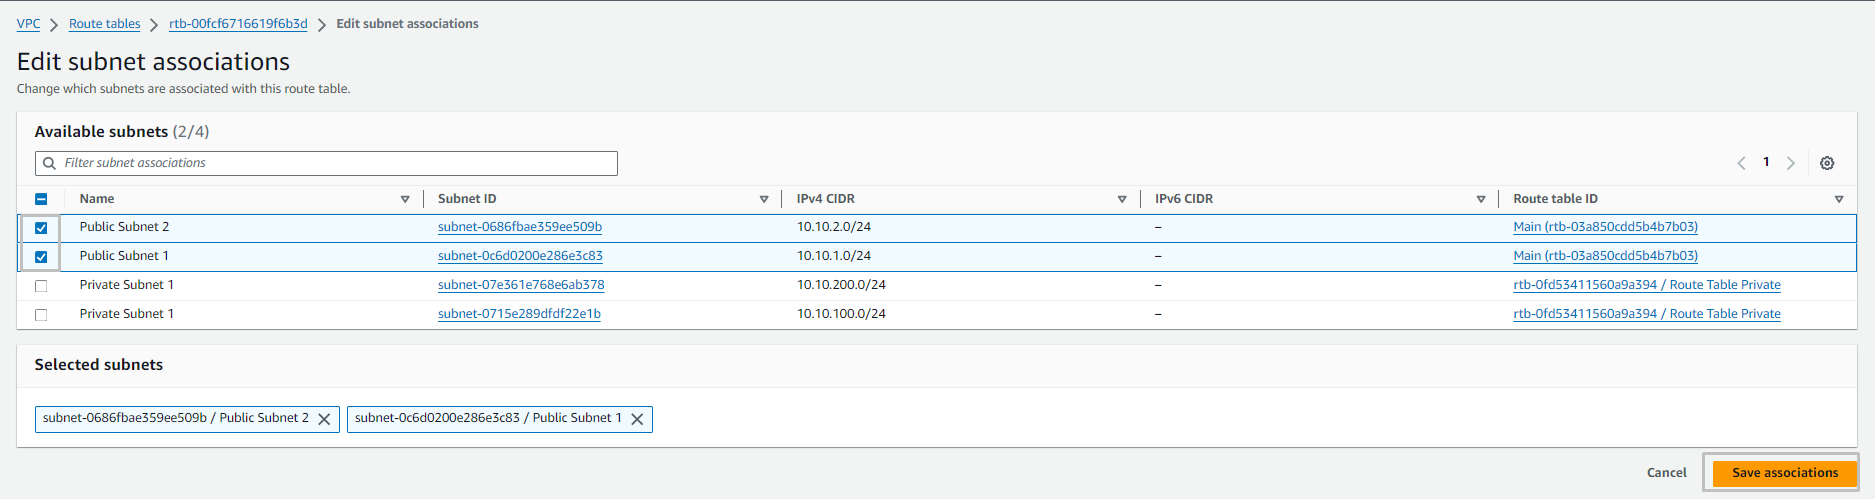 VPC Route tables rtb-00fcf6716619f6b3d Edit subnet associations
Edit subnet associations
Change which subnets are associated with this route table.
Available subnets (2/4)
Filter subnet associations 1
Name Subnet ID IPv4 CIDR IPv6 CIDR Route table ID
Public Subnet 2 subnet-0686fbae359ee509b 10.10.2.0/24 – Main (rtb-03a850cdd5b4b7b03)
Public Subnet 1 subnet-0c6d0200e286e3c83 10.10.1.0/24 – Main (rtb-03a850cdd5b4b7b03)
Private Subnet 1 subnet-07e361e768e6ab378 10.10.200.0/24 – rtb-0fd53411560a9a394 / Route Table Private
Private Subnet 1 subnet-0715e289dfdf22e1b 10.10.100.0/24 – rtb-0fd53411560a9a394 / Route Table Private
Selected subnets
subnet-0686fbae359ee509b / Public Subnet 2 subnet-0c6d0200e286e3c83 / Public Subnet 1
Cancel Save associations